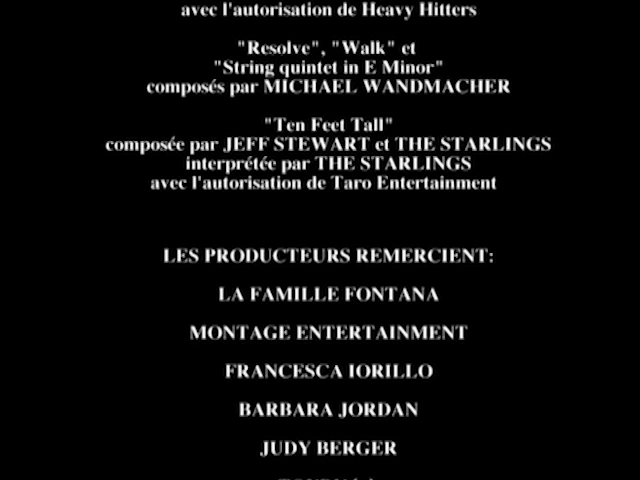 avec l'autorisation de Heavy Hitters
"Resolve", "Walk" et
"String quintet in E Minor"
composés par MICHAEL WANDMACHER
"Ten Feet Tall"
composée par JEFF STEWART et THE STARLINGS
interprétée par THE STARLINGS
avec l'autorisation de Taro Entertainment
LES PRODUCTEURS REMERCIENT:
LA FAMILLE FONTANA
MONTAGE ENTERTAINMENT
FRANCESCA IORILLO
BARBARA JORDAN
JUDY BERGER